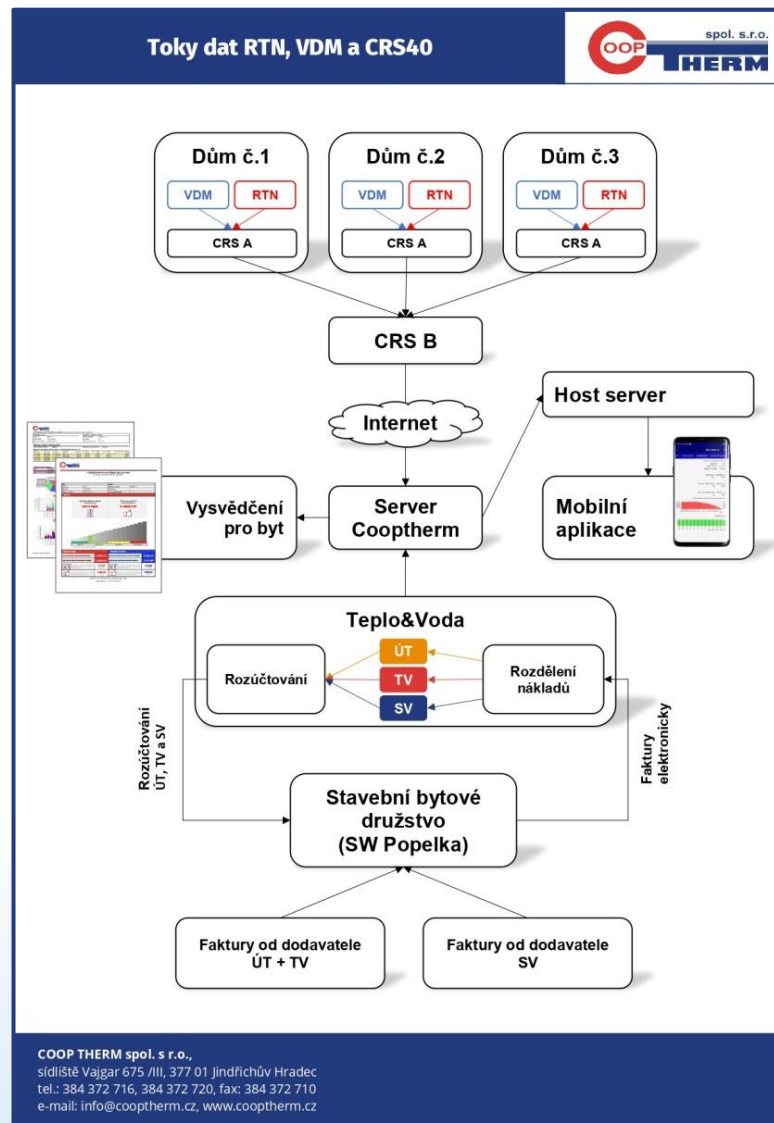 Toky dat RTN, VDM a CRS40
spol. s.r.o.
COOP
THERM
Dům č.1
VDM
RTN
CRS A
Dům č.2
VDM
RTN
CRS A
Dům č.3
VDM
RTN
CRS A
CRS B
Internet
Host server
Vysvědčení
pro byt
Server
Cooptherm
Mobilní
aplikace
Teplo&Voda
Rozúčtování
ÚT
TV
SV
Rozdělení
nákladů
Rozúčtování
ÚT, TV a SV
Faktury
elektronicky
Stavební bytové
družstvo
(SW Popelka)
Faktury od dodavatele
ÚT + TV
Faktury od dodavatele
SV
COOP THERM spol. s r.o.,
sídliště Vajgar 675 /III, 377 01 Jindřichův Hradec
tel.: 384 372 716, 384 372 720, fax: 384 372 710
e-mail: info@cooptherm.cz, www.cooptherm.cz